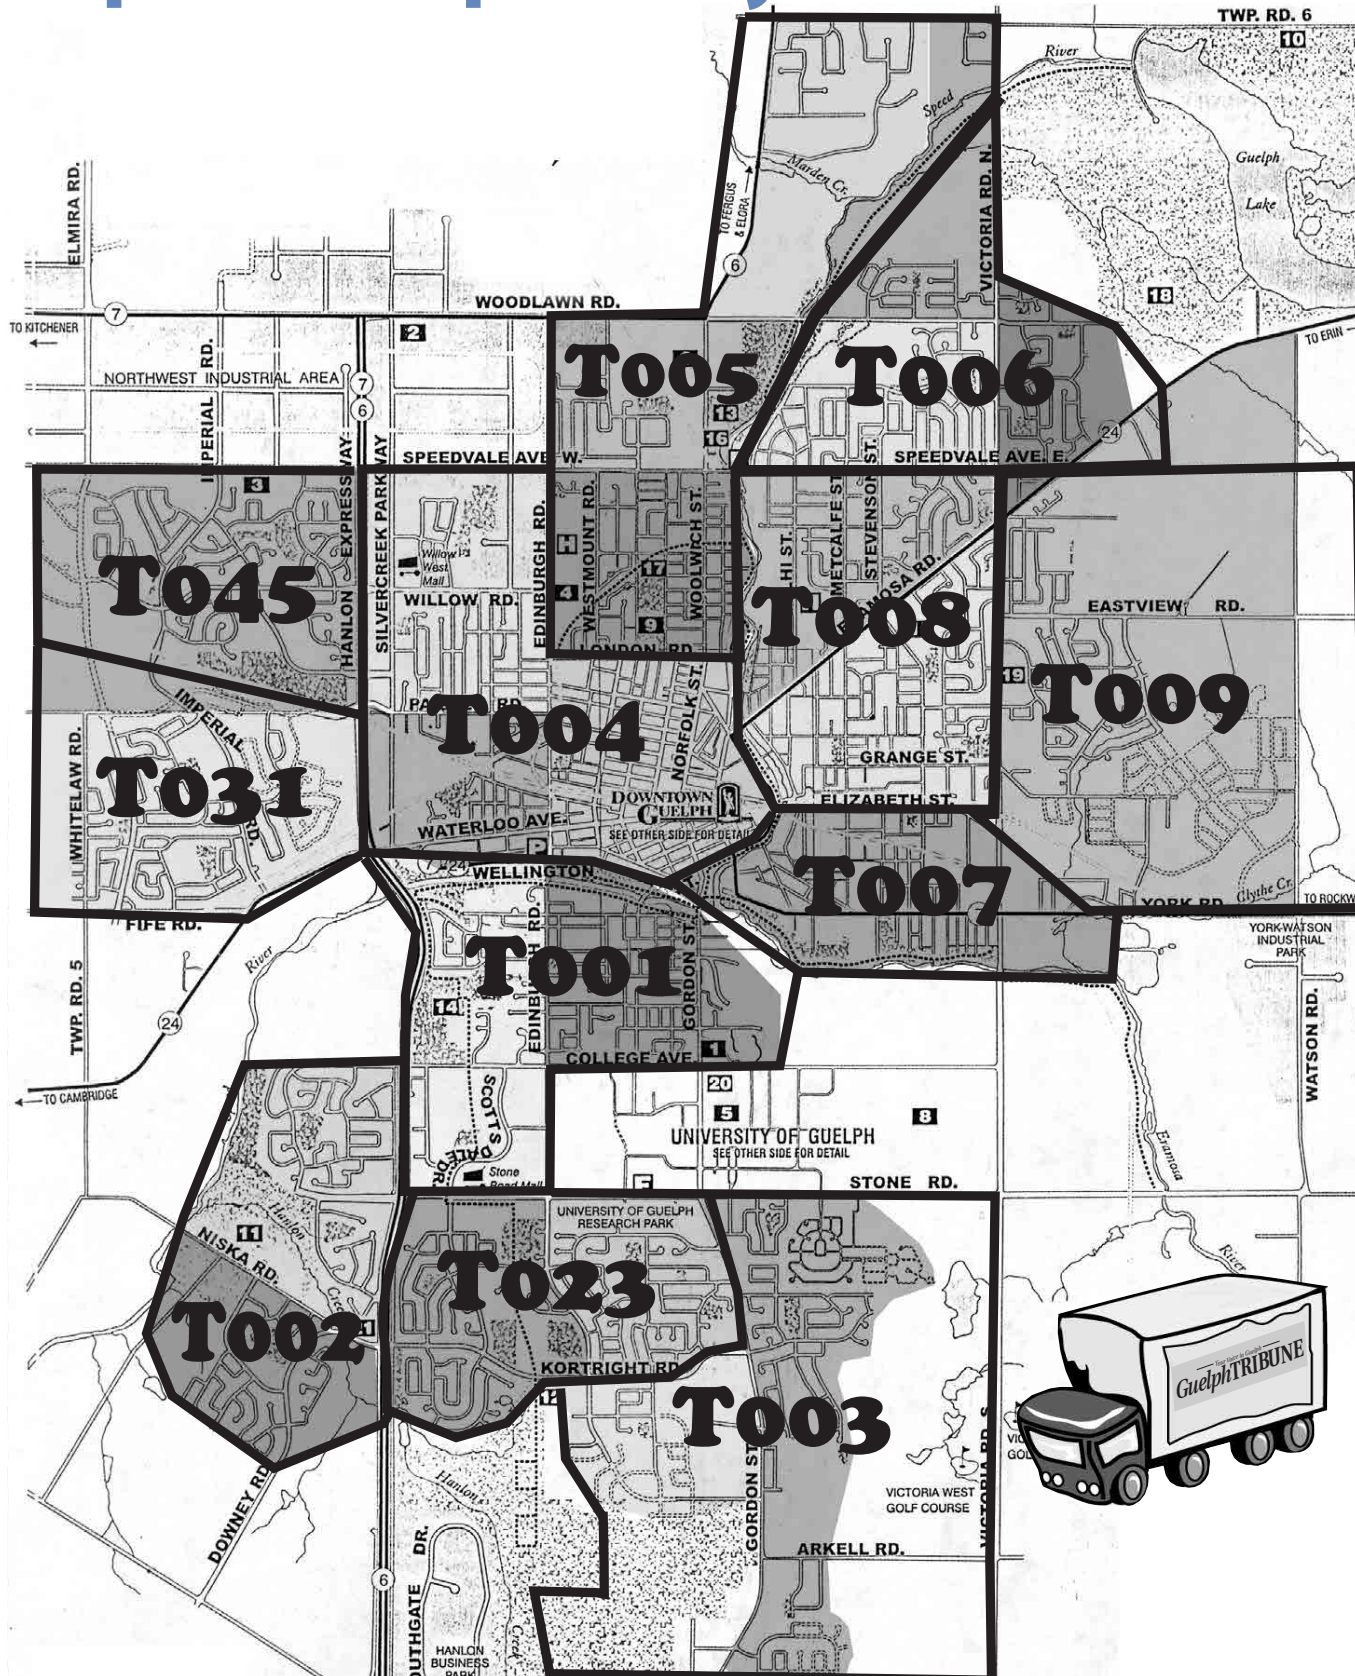 TWP. RD. 6
10
River
Speed
Marden Cr.
Guelph
Lake
ELMIRA RD.
VICTORIA RD. N.
TO FERGUS
& ELORA
6
18
WOODLAWN RD.
7
TO KITCHENER
2
TO ERIN
IMPERIAL RD.
NORTHWEST INDUSTRIAL AREA
7
6
T005
T006
13
16
24
SPEEDVALE AVE. W.
SPEEDVALE AVE. E.
3
HANLON EXPRESSWAY
SILVERCREEK PARKWAY
EDINBURGH RD.
WESTMOUNT RD.
WOOLWICH ST.
METCALFE ST.
STEVENSON ST.
H
Willow
West
Mall
17
T045
WILLOW RD.
4
9
LONDON RD.
T008
EASTVIEW RD.
19
T009
IMPERIAL RD.
T004
NORFOLK ST.
WHITELAW RD.
T031
GRANGE ST.
DOWNTOWN
GUELPH
SEE OTHER SIDE FOR DETAIL
ELIZABETH ST.
WATERLOO AVE.
P
WELLINGTON
T007
YORK RD.
Clythe Cr.
TO ROCKW
FIFE RD.
River
EDINBURGH RD.
T001
GORDON ST.
YORK-WATSON
INDUSTRIAL
PARK
TWP. RD. 5
24
14
WATSON RD.
COLLEGE AVE.
1
TO CAMBRIDGE
20
5
8
SCOTTSDALE DR.
UNIVERSITY OF GUELPH
SEE OTHER SIDE FOR DETAIL
Eramosa
Stone
Road Mall
STONE RD.
UNIVERSITY OF GUELPH
RESEARCH PARK
11
Hanlon
NISKA RD.
River
T023
T002
KORTRIGHT RD.
T003
GuelphTRIBUNE
GORDON ST.
VICTORIA RD. S.
VICTORIA WEST
GOLF COURSE
Hanlon
DOWNEY RD.
ARKELL RD.
6
OUTHGATE DR.
HANLON
BUSINESS
PARK
Creek